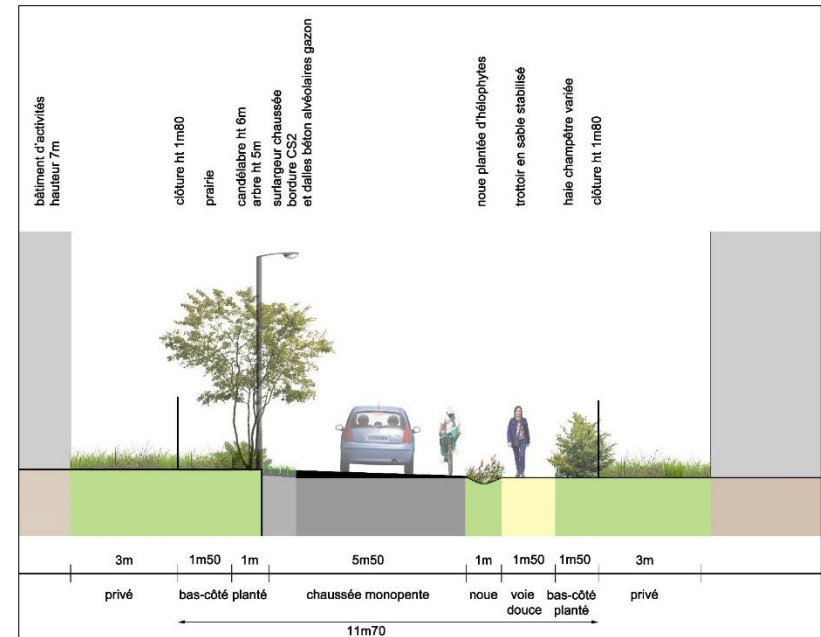 bâtiment d'activités
hauteur 7m
clôture ht 1m80
prairie
candélabre ht 6m
arbre ht 5m
surlargeur chaussée
bordure CS2
et dalles béton alvéolaires gazon
noue plantée d'hélophytes
trottoir en sable stabilisé
haie champêtre variée
clôture ht 1m80
3m
1m50
1m
5m50
1m
1m50
1m50
3m
privé
bas-côté planté
chaussée monopente
noue
voie
douce
bas-côté
planté
privé
11m70